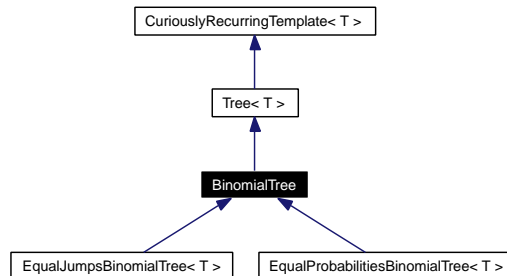 CuriouslyRecurringTemplate< T >
Tree< T >
BinomialTree
EqualJumpsBinomialTree< T >
EqualProbabilitiesBinomialTree< T >